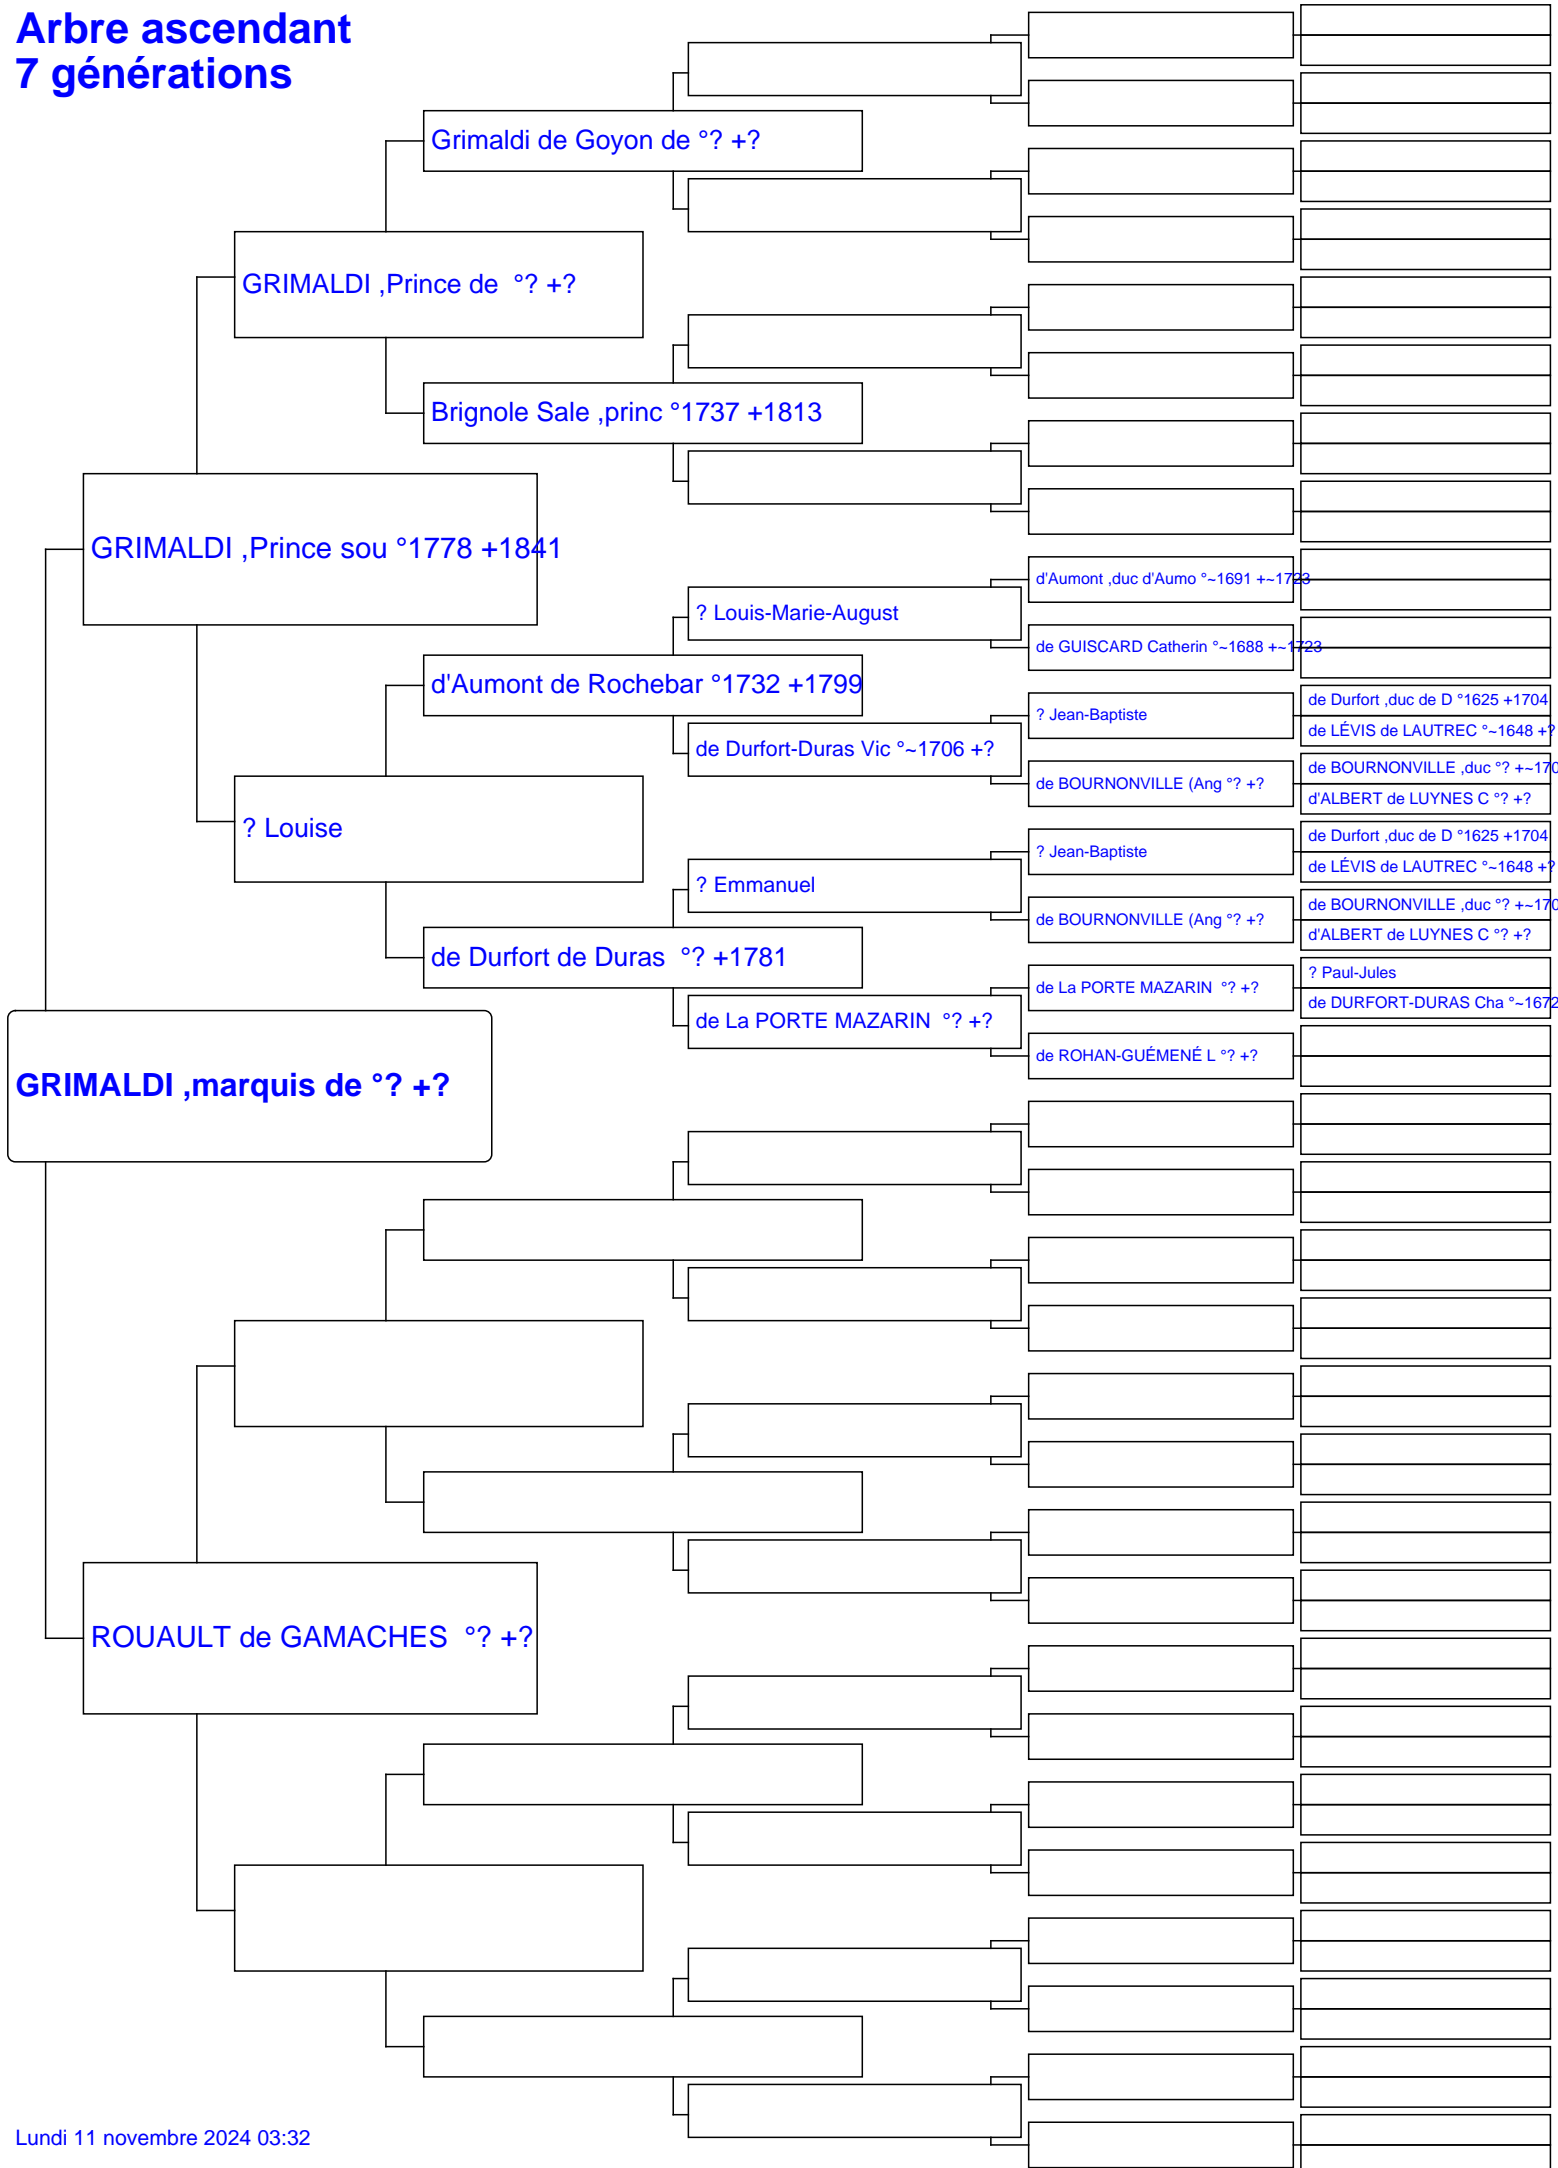 Arbre ascendant
7 générations
Grimaldi de Goyon de °? +?
GRIMALDI ,Prince de °? +?
Brignole Sale ,princ °1737 +1813
GRIMALDI ,Prince sou °1778 +1841
d'Aumont ,duc d'Aumo °~1691 +~1723
? Louis-Marie-August
de GUISCARD Catherin °~1688 +~1723
d'Aumont de Rochebar °1732 +1799
de Durfort ,duc de D °1625 +1704
? Jean-Baptiste
de LÉVIS de LAUTREC °~1648 +?
de Durfort-Duras Vic °~1706 +?
de BOURNONVILLE ,duc °? +~170
de BOURNONVILLE (Ang °? +?
d'ALBERT de LUYNES C °? +?
? Louise
de Durfort ,duc de D °1625 +1704
? Jean-Baptiste
de LÉVIS de LAUTREC °~1648 +?
? Emmanuel
de BOURNONVILLE ,duc °? +~170
de BOURNONVILLE (Ang °? +?
d'ALBERT de LUYNES C °? +?
de Durfort de Duras °? +1781
? Paul-Jules
de La PORTE MAZARIN °? +?
de DURFORT-DURAS Cha °~1672
de La PORTE MAZARIN °? +?
de ROHAN-GUÉMENÉ L °? +?
GRIMALDI ,marquis de °? +?
ROUAULT de GAMACHES °? +?
Lundi 11 novembre 2024 03:32